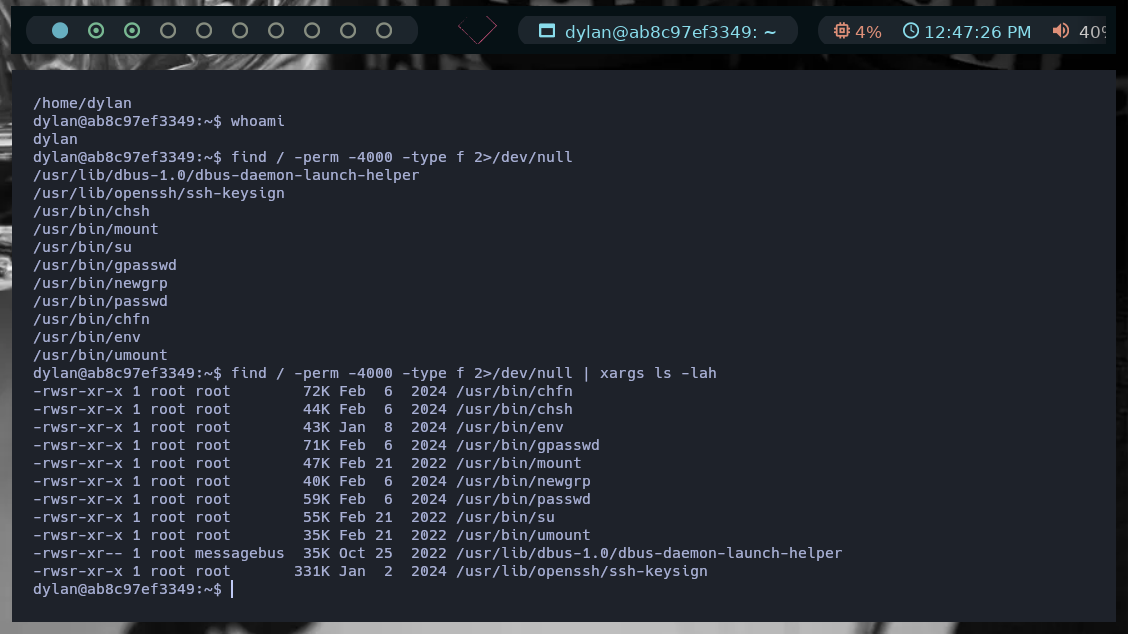 dylan@ab8c97ef3349: ~ 4% 12:47:26 PM 40%
/home/dylan
dylan@ab8c97ef3349:~$ whoami
dylan
dylan@ab8c97ef3349:~$ find / -perm -4000 -type f 2>/dev/null
/usr/lib/dbus-1.0/dbus-daemon-launch-helper
/usr/lib/openssh/ssh-keysign
/usr/bin/chsh
/usr/bin/mount
/usr/bin/su
/usr/bin/gpasswd
/usr/bin/newgrp
/usr/bin/passwd
/usr/bin/chfn
/usr/bin/env
/usr/bin/umount
dylan@ab8c97ef3349:~$ find / -perm -4000 -type f 2>/dev/null | xargs ls -lah
-rwsr-xr-x 1 root root        72K Feb  6  2024 /usr/bin/chfn
-rwsr-xr-x 1 root root        44K Feb  6  2024 /usr/bin/chsh
-rwsr-xr-x 1 root root        43K Jan  8  2024 /usr/bin/env
-rwsr-xr-x 1 root root        71K Feb  6  2024 /usr/bin/gpasswd
-rwsr-xr-x 1 root root        47K Feb 21  2022 /usr/bin/mount
-rwsr-xr-x 1 root root        40K Feb  6  2024 /usr/bin/newgrp
-rwsr-xr-x 1 root root        59K Feb  6  2024 /usr/bin/passwd
-rwsr-xr-x 1 root root        55K Feb 21  2022 /usr/bin/su
-rwsr-xr-x 1 root root        35K Feb 21  2022 /usr/bin/umount
-rwsr-xr-- 1 root messagebus  35K Oct 25  2022 /usr/lib/dbus-1.0/dbus-daemon-launch-helper
-rwsr-xr-x 1 root root       331K Jan  2  2024 /usr/lib/openssh/ssh-keysign
dylan@ab8c97ef3349:~$